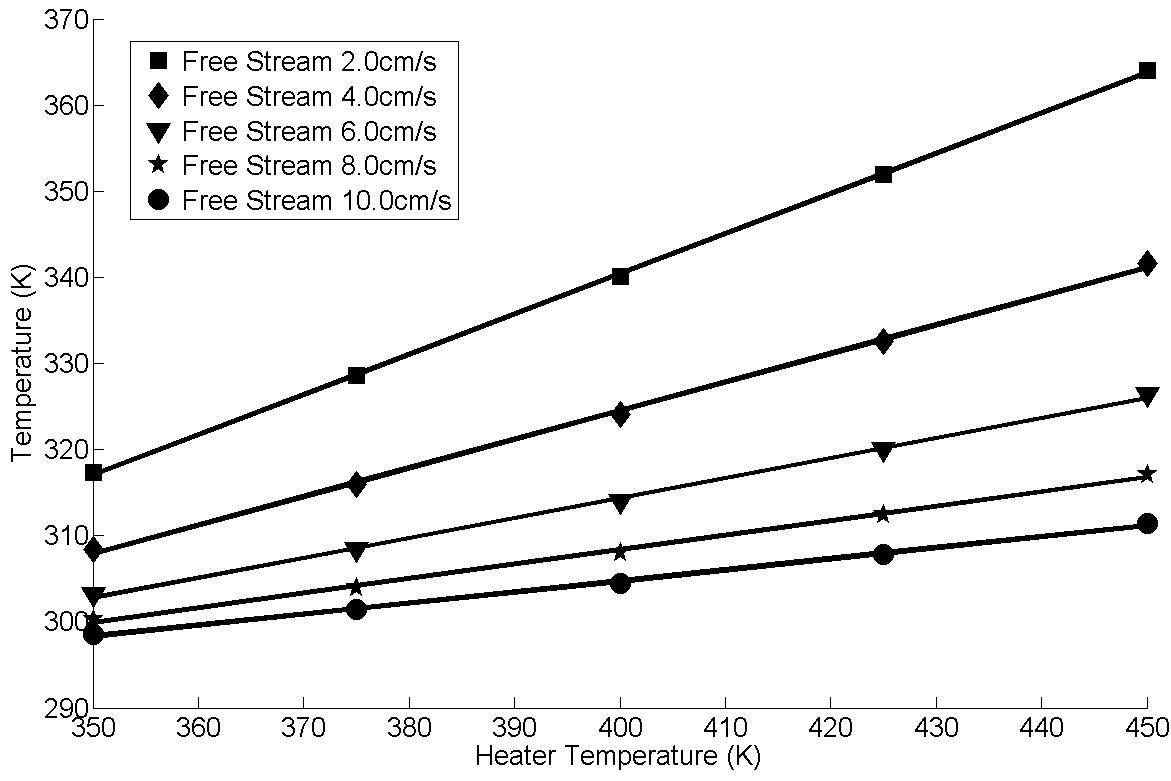 370
360
350
340
330
320
310
300
290
Temperature (K)
Free Stream 2.0cm/s
Free Stream 4.0cm/s
Free Stream 6.0cm/s
Free Stream 8.0cm/s
Free Stream 10.0cm/s
350 360 370 380 390 400 410 420 430 440 450
Heater Temperature (K)